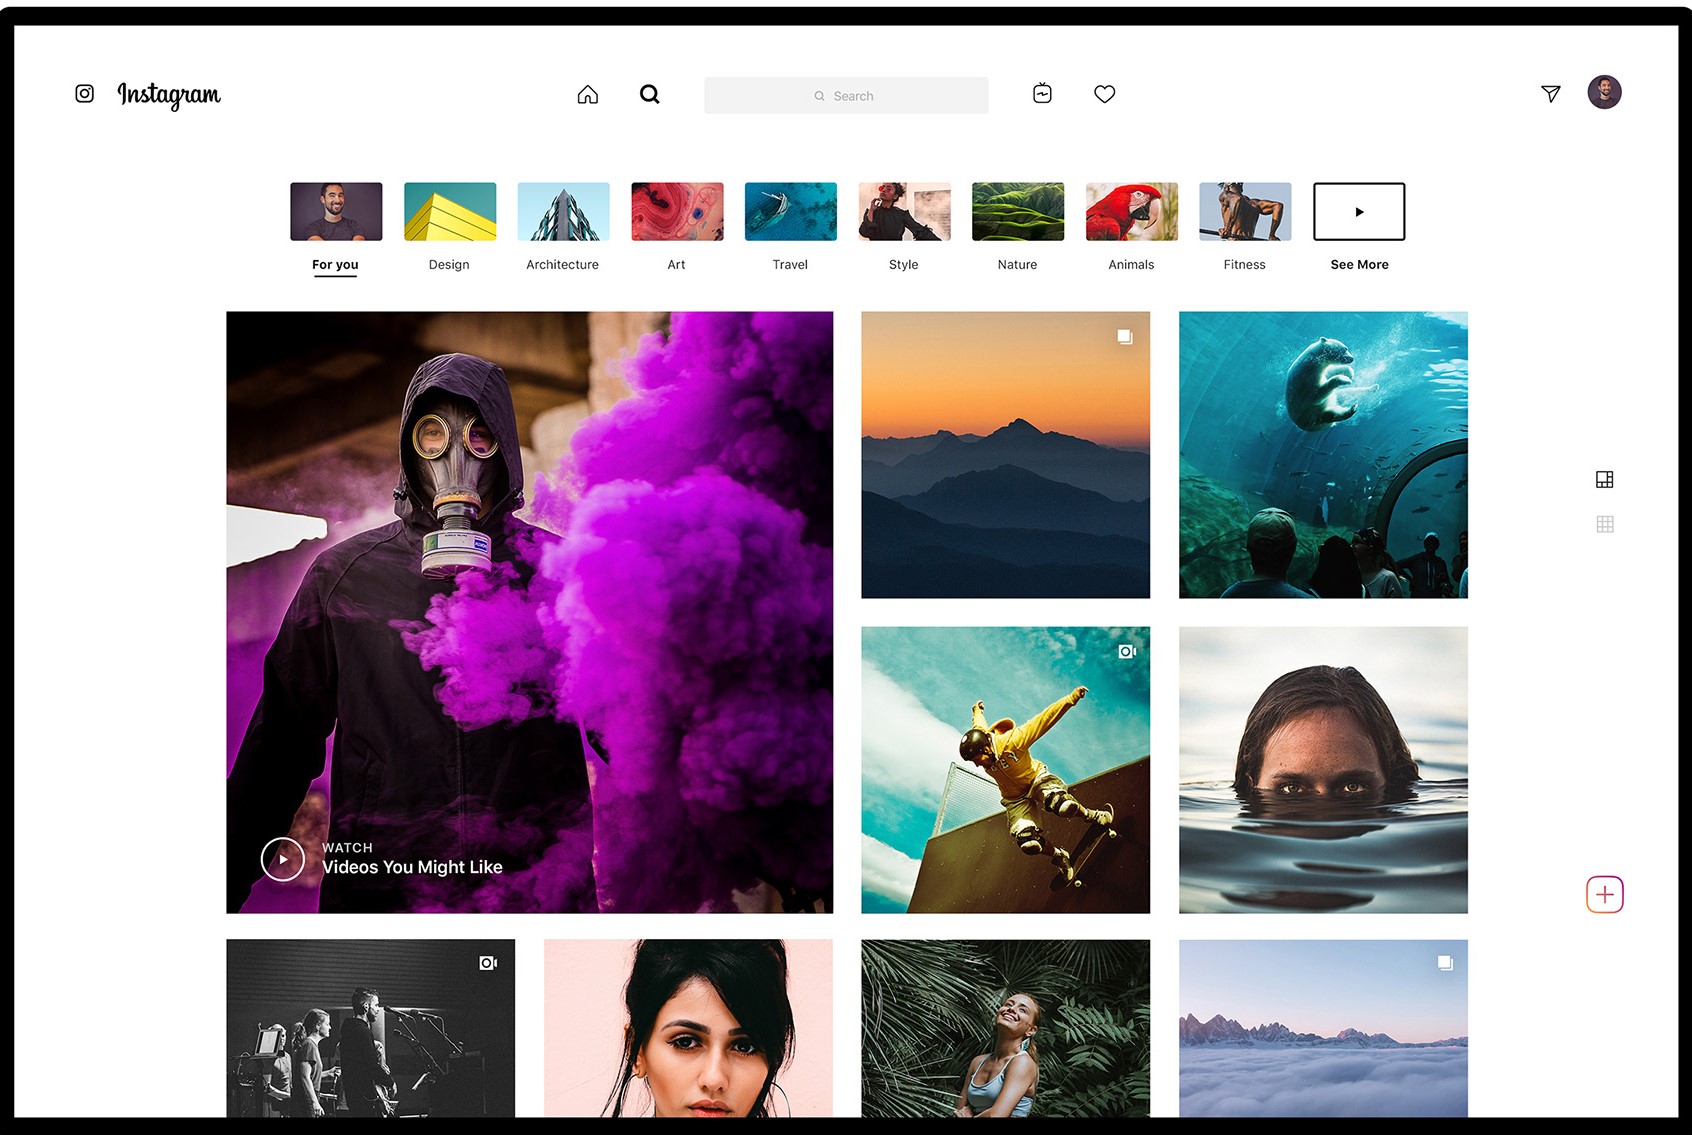 Instagram
Search
For you
Design
Architecture
Art
Travel
Style
Nature
Animals
Fitness
See More
WATCH
Videos You Might Like